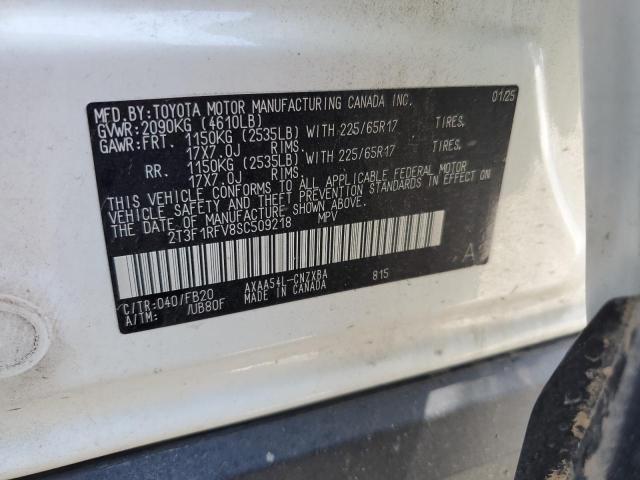 MFD.BY:TOYOTA MOTOR MANUFACTURING CANADA INC. 01/25
GVWR:2090KG (4610LB)
GAWR:FRT. 1150KG (2535LB) WITH 225/65R17 TIRES,
17X7.0J RIMS.
RR. 1150KG (2535LB) WITH 225/65R17 TIRES,
17X7.0J RIMS.
THIS VEHICLE CONFORMS TO ALL APPLICABLE FEDERAL MOTOR
VEHICLE SAFETY AND THEFT PREVENTION STANDARDS IN EFFECT ON
THE DATE OF MANUFACTURE SHOWN ABOVE.
2T3F1RFV8SC509218 MPV
A
C/TR:040/FB20 AXAA54L-CNZXBA 815
A/TM: /UB80F MADE IN CANADA